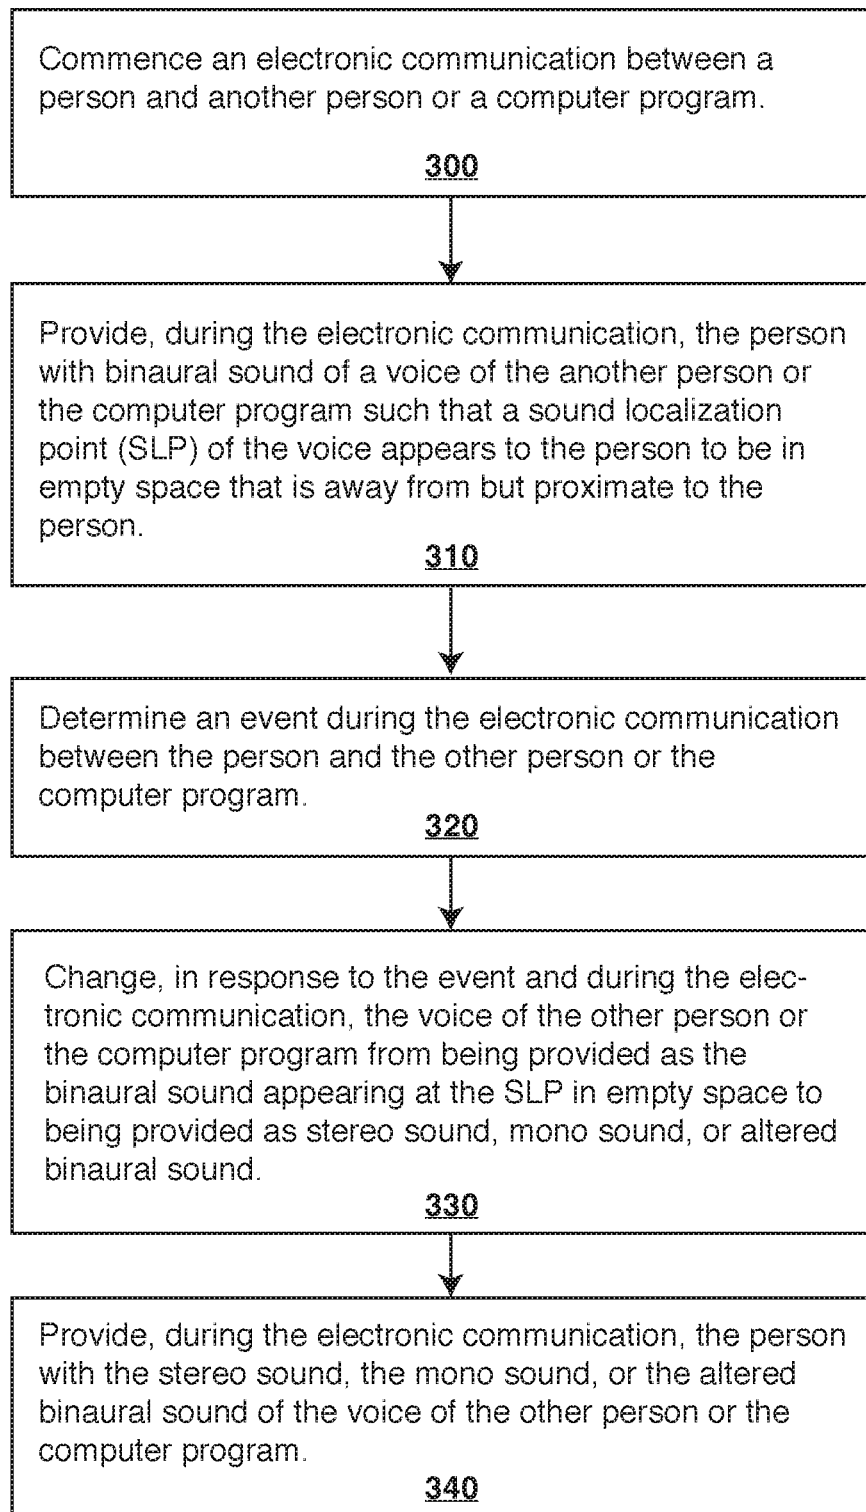 Commence an electronic communication between a
person and another person or a computer program.
300
Provide, during the electronic communication, the person
with binaural sound of a voice of the another person or
the computer program such that a sound localization
point (SLP) of the voice appears to the person to be in
empty space that is away from but proximate to the
person.
310
Determine an event during the electronic communication
between the person and the other person or the
computer program.
320
Change, in response to the event and during the elec-
tronic communication, the voice of the other person or
the computer program from being provided as the
binaural sound appearing at the SLP in empty space to
being provided as stereo sound, mono sound, or altered
binaural sound.
330
Provide, during the electronic communication, the person
with the stereo sound, the mono sound, or the altered
binaural sound of the voice of the other person or the
computer program.
340